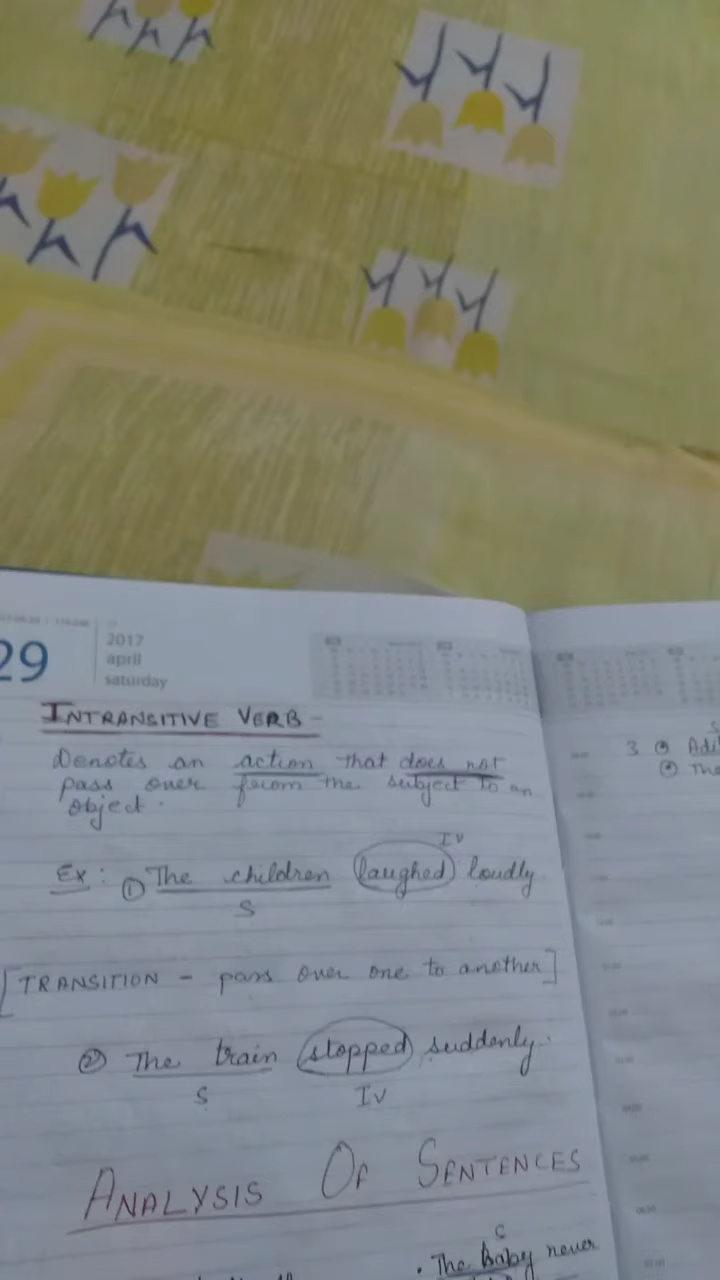 29
2017
april
saturday
INTRANSITIVE VERB -
Denotes an action that does not
pass over from the subject to an
object.
IV
Ex: ① The children laughed loudly.
S
[TRANSITION - pass over one to another]
② The train stopped suddenly.
S IV
ANALYSIS OF SENTENCES
• The Baby never
3
② The